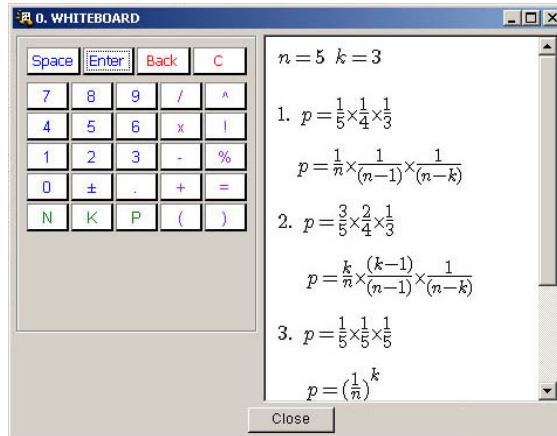 0. WHITEBOARD
Space Enter Back C
7 8 9 / ^
4 5 6 x !
1 2 3 - %
0 ± . + =
N K P ( )
n=5 k=3
1. p=1/5×1/4×1/3
p=1/n×1/(n−1)×1/(n−k)
2. p=3/5×2/4×1/3
p=k/n×(k−1)/(n−1)×1/(n−k)
3. p=1/5×1/5×1/5
p=(1/n)^k
Close